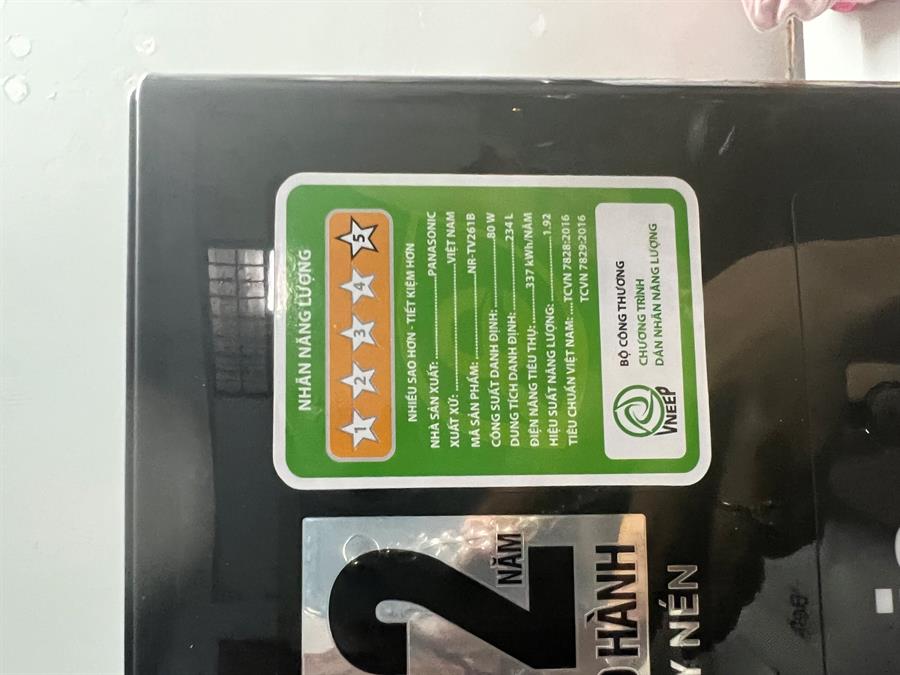 NHÃN NĂNG LƯỢNG
1 2 3 4 5
NHIỀU SAO HƠN - TIẾT KIỆM HƠN
NHÀ SẢN XUẤT: PANASONIC
XUẤT XỨ: VIỆT NAM
MÃ SẢN PHẨM: NR-TV261B
CÔNG SUẤT DANH ĐỊNH: 80 W
DUNG TÍCH DANH ĐỊNH: 234 L
ĐIỆN NĂNG TIÊU THỤ: 337 kWh/NĂM
HIỆU SUẤT NĂNG LƯỢNG: 1.92
TIÊU CHUẨN VIỆT NAM: TCVN 7828:2016
TCVN 7829:2016
VNEEP
BỘ CÔNG THƯƠNG
CHƯƠNG TRÌNH
DÁN NHÃN NĂNG LƯỢNG
2 NĂM
HÀNH
NÉN